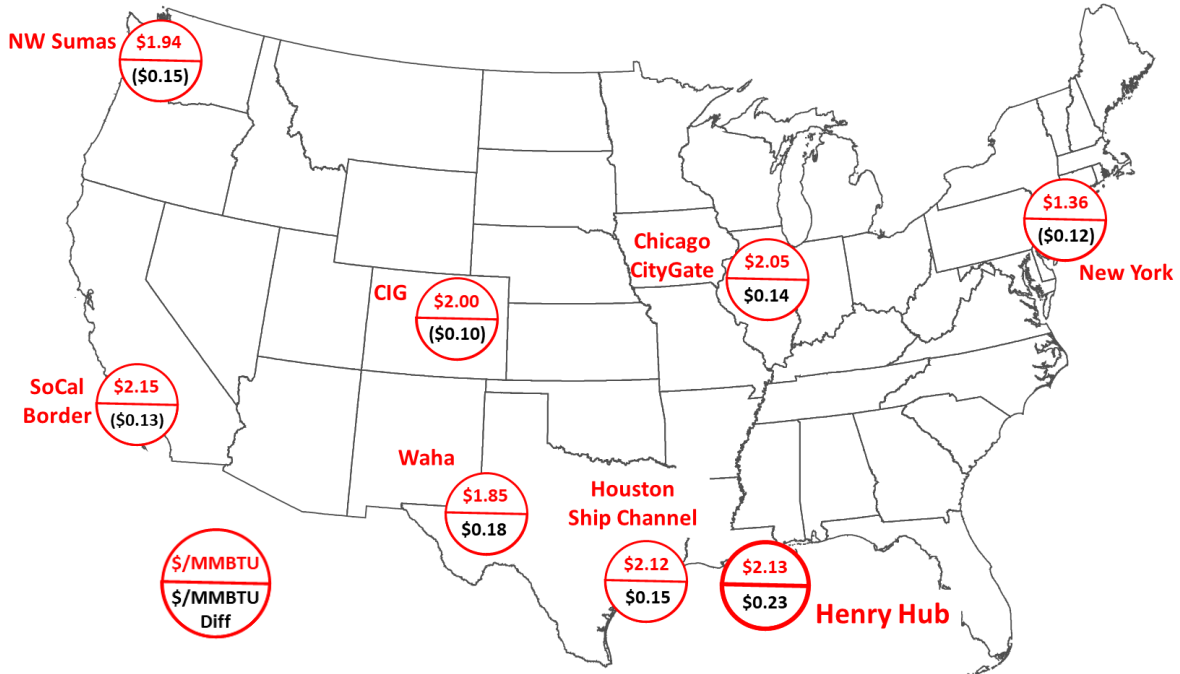 NW Sumas
$1.94
($0.15)
$1.36
($0.12)
New York
Chicago
CityGate
$2.05
$0.14
CIG
$2.00
($0.10)
SoCal
Border
$2.15
($0.13)
Waha
$1.85
$0.18
Houston
Ship Channel
$2.12
$0.15
$2.13
$0.23
Henry Hub
$/MMBTU
$/MMBTU
Diff